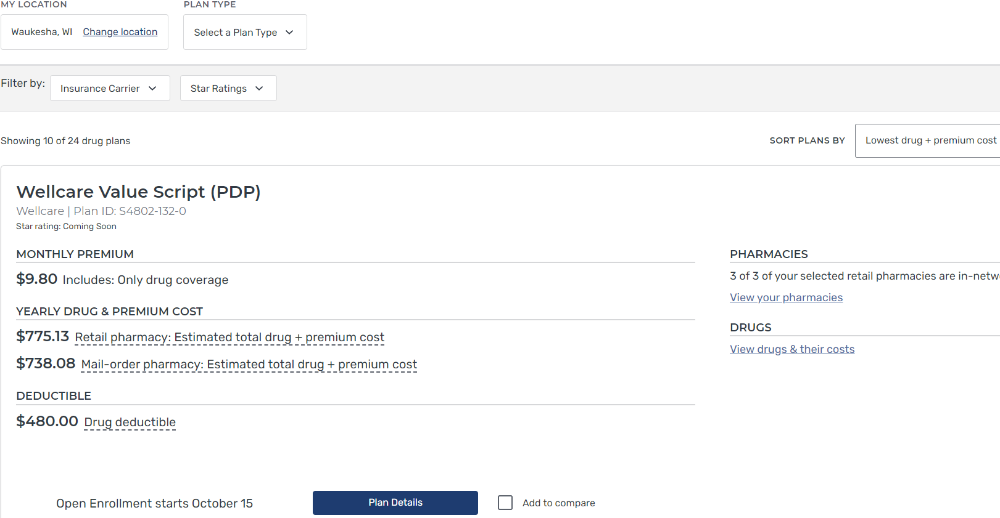 MY LOCATION
PLAN TYPE
Waukesha, WI Change location
Select a Plan Type
Filter by:
Insurance Carrier
Star Ratings
Showing 10 of 24 drug plans
SORT PLANS BY
Lowest drug + premium cost
Wellcare Value Script (PDP)
Wellcare | Plan ID: S4802-132-0
Star rating: Coming Soon
MONTHLY PREMIUM
$9.80 Includes: Only drug coverage
YEARLY DRUG & PREMIUM COST
$775.13 Retail pharmacy: Estimated total drug + premium cost
$738.08 Mail-order pharmacy: Estimated total drug + premium cost
DEDUCTIBLE
$480.00 Drug deductible
PHARMACIES
3 of 3 of your selected retail pharmacies are in-netw
View your pharmacies
DRUGS
View drugs & their costs
Open Enrollment starts October 15
Plan Details
Add to compare